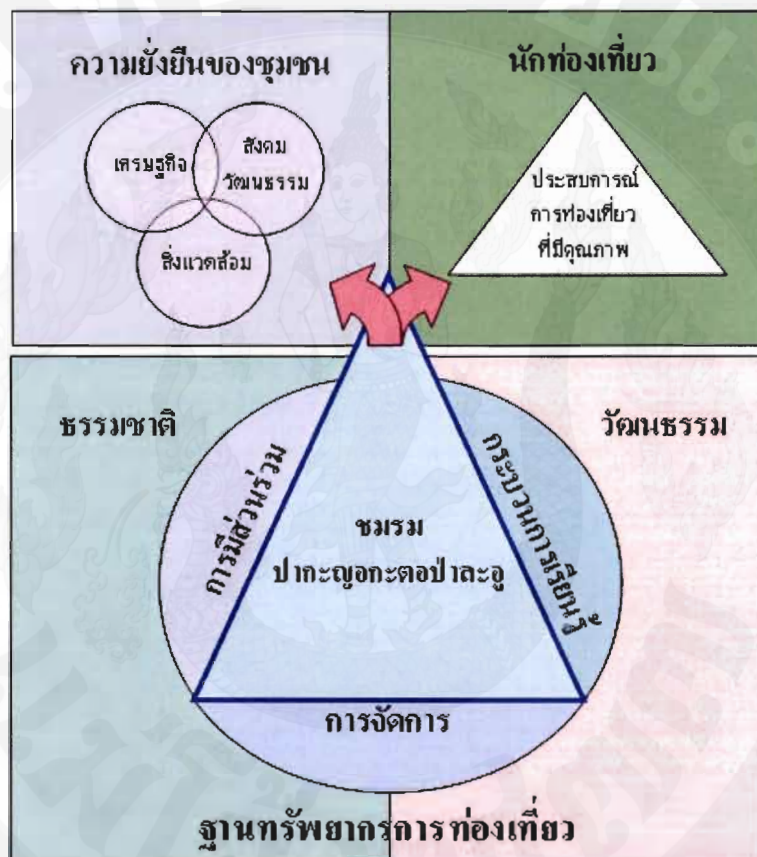 ความยั่งยืนของชุมชน
เศรษฐกิจ
สังคม
วัฒนธรรม
สิ่งแวดล้อม
นักท่องเที่ยว
ประสบการณ์
การท่องเที่ยว
ที่มีคุณภาพ
ธรรมชาติ
วัฒนธรรม
การมีส่วนร่วม
กระบวนการเรียนรู้
ชมรม
ปากะญอกะตอป่าละอู
การจัดการ
ฐานทรัพยากรการท่องเที่ยว